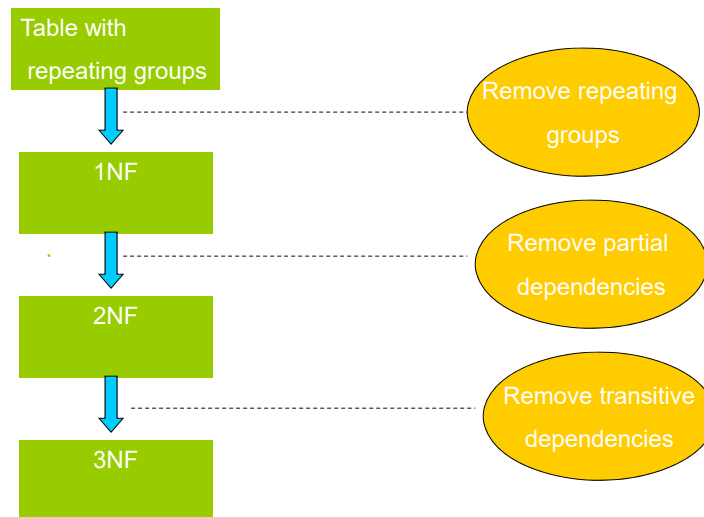 Table with
repeating groups
Remove repeating
groups
1NF
Remove partial
dependencies
2NF
Remove transitive
dependencies
3NF